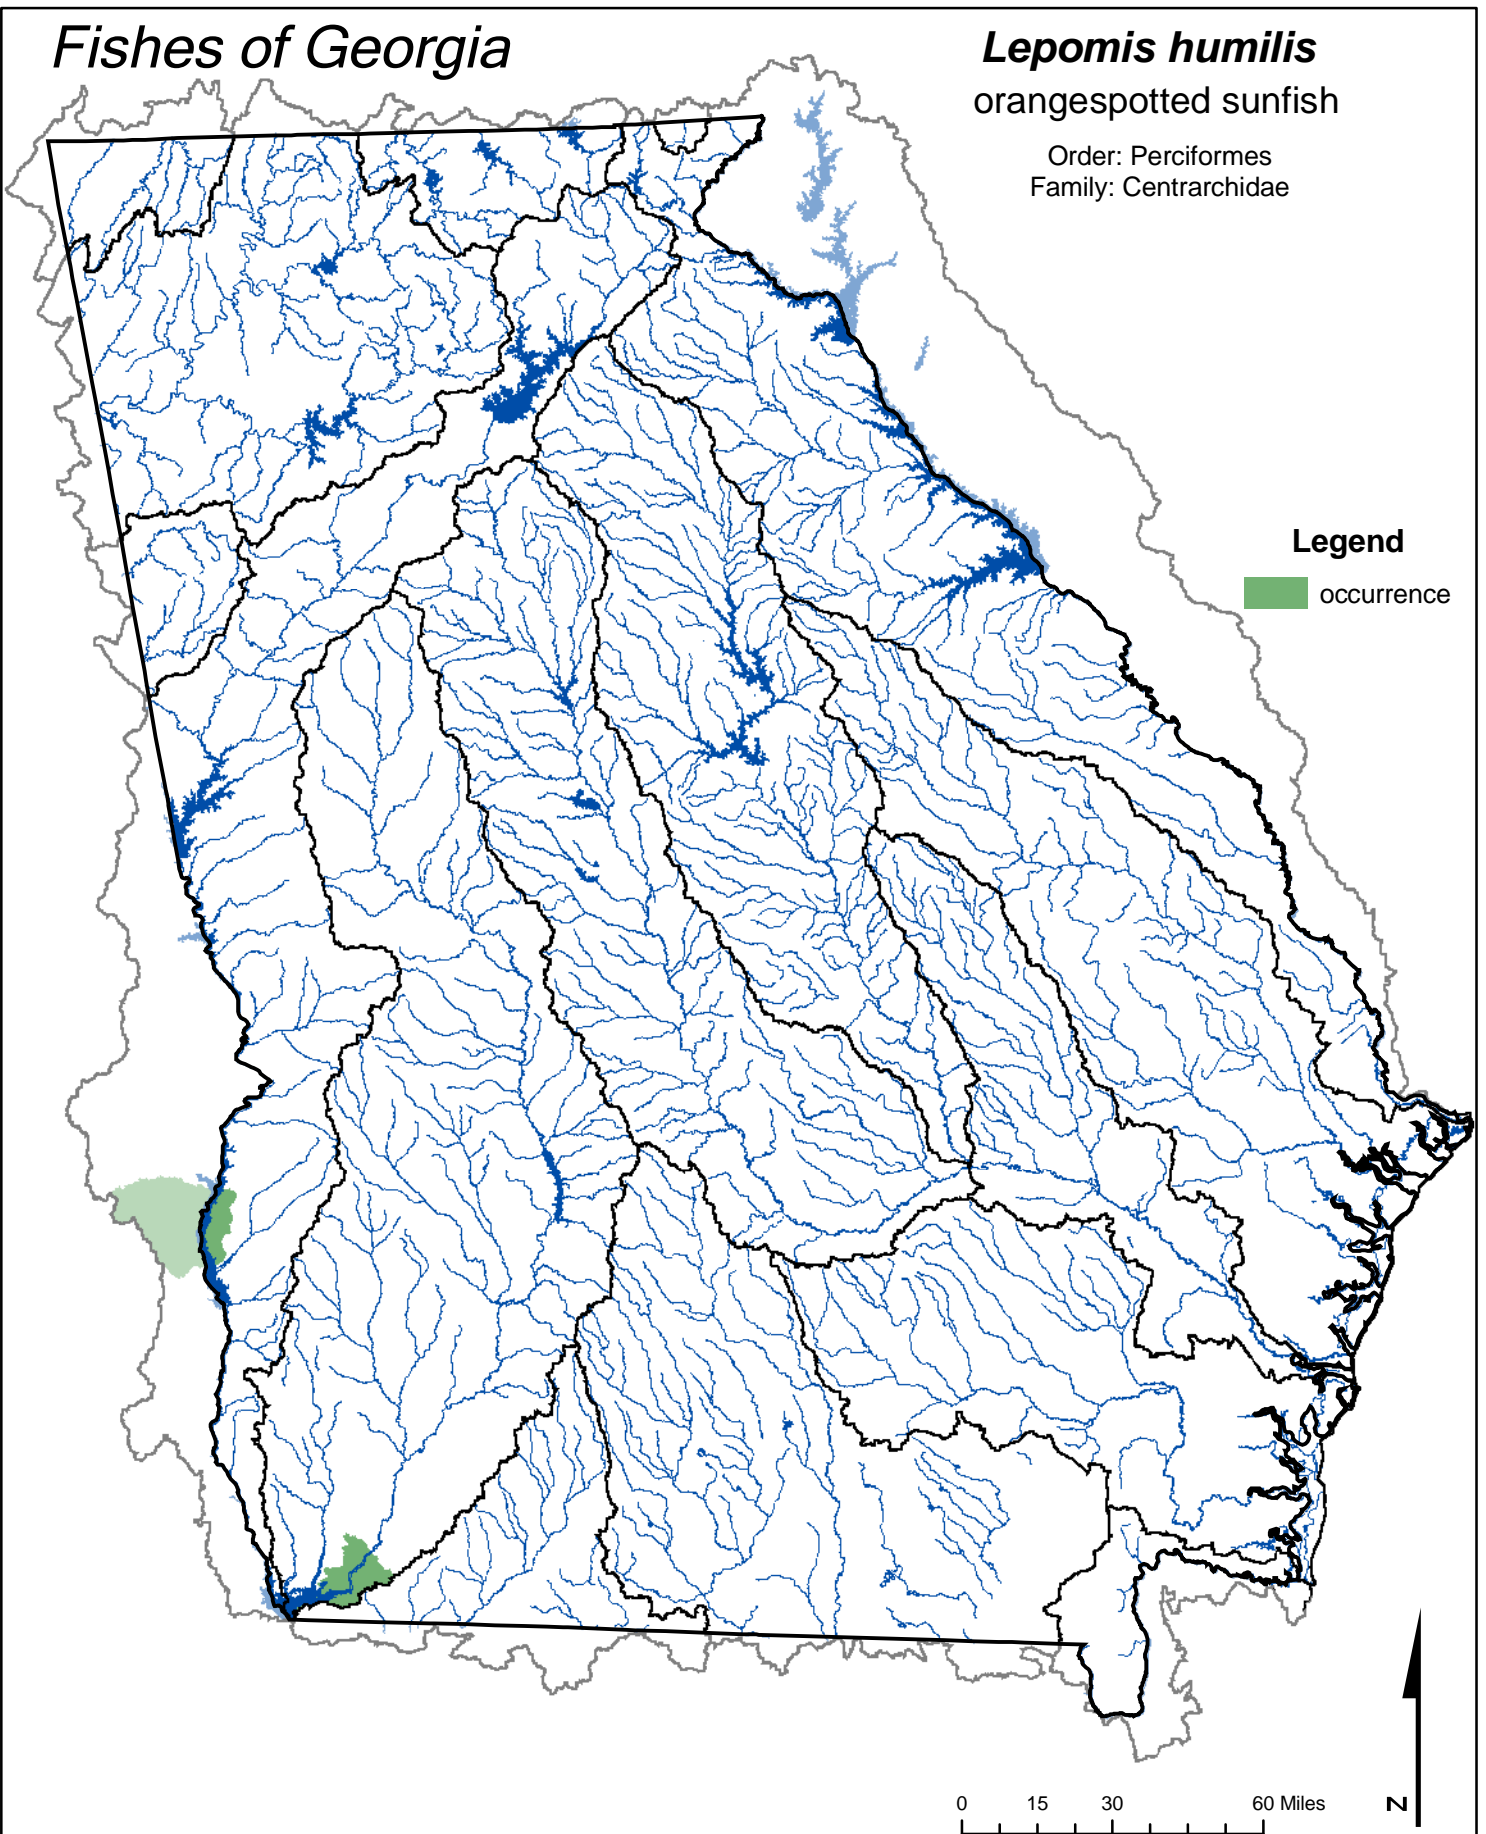 Fishes of Georgia
Lepomis humilis
orangespotted sunfish
Order: Perciformes
Family: Centrarchidae
Legend
occurrence
0 15 30 60 Miles
N